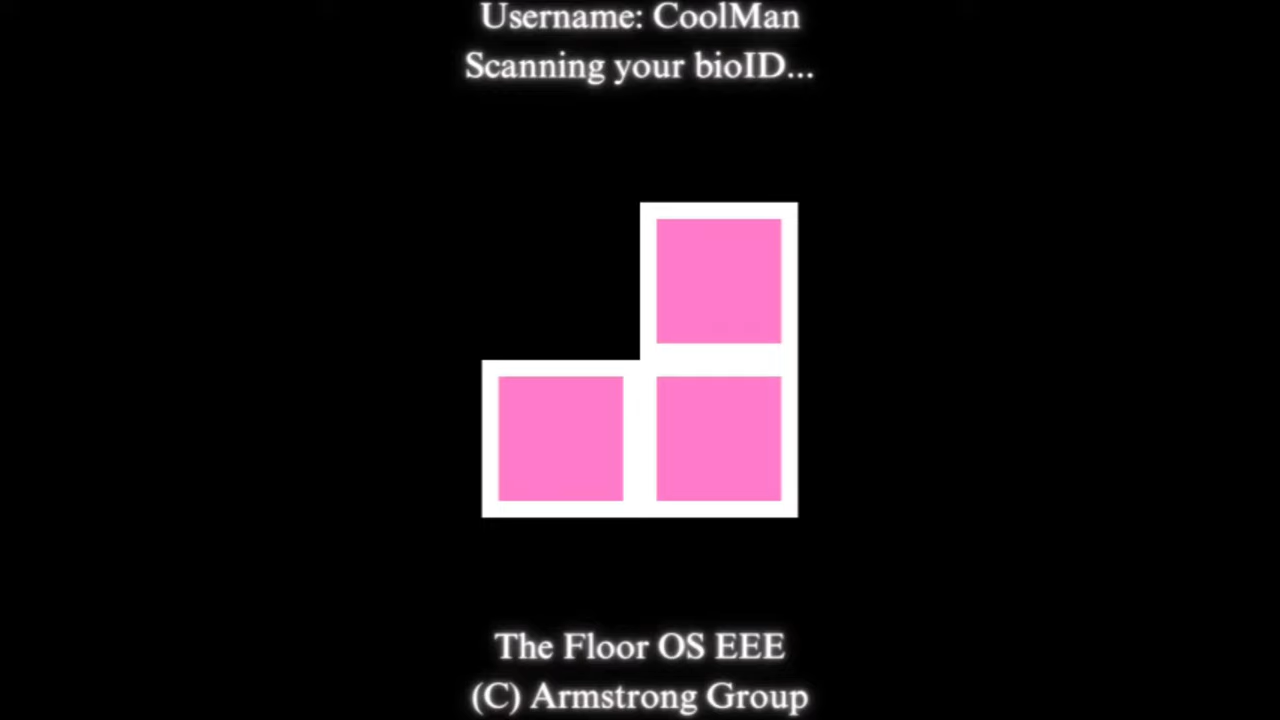 Username: CoolMan
Scanning your bioID...
The Floor OS EEE
(C) Armstrong Group